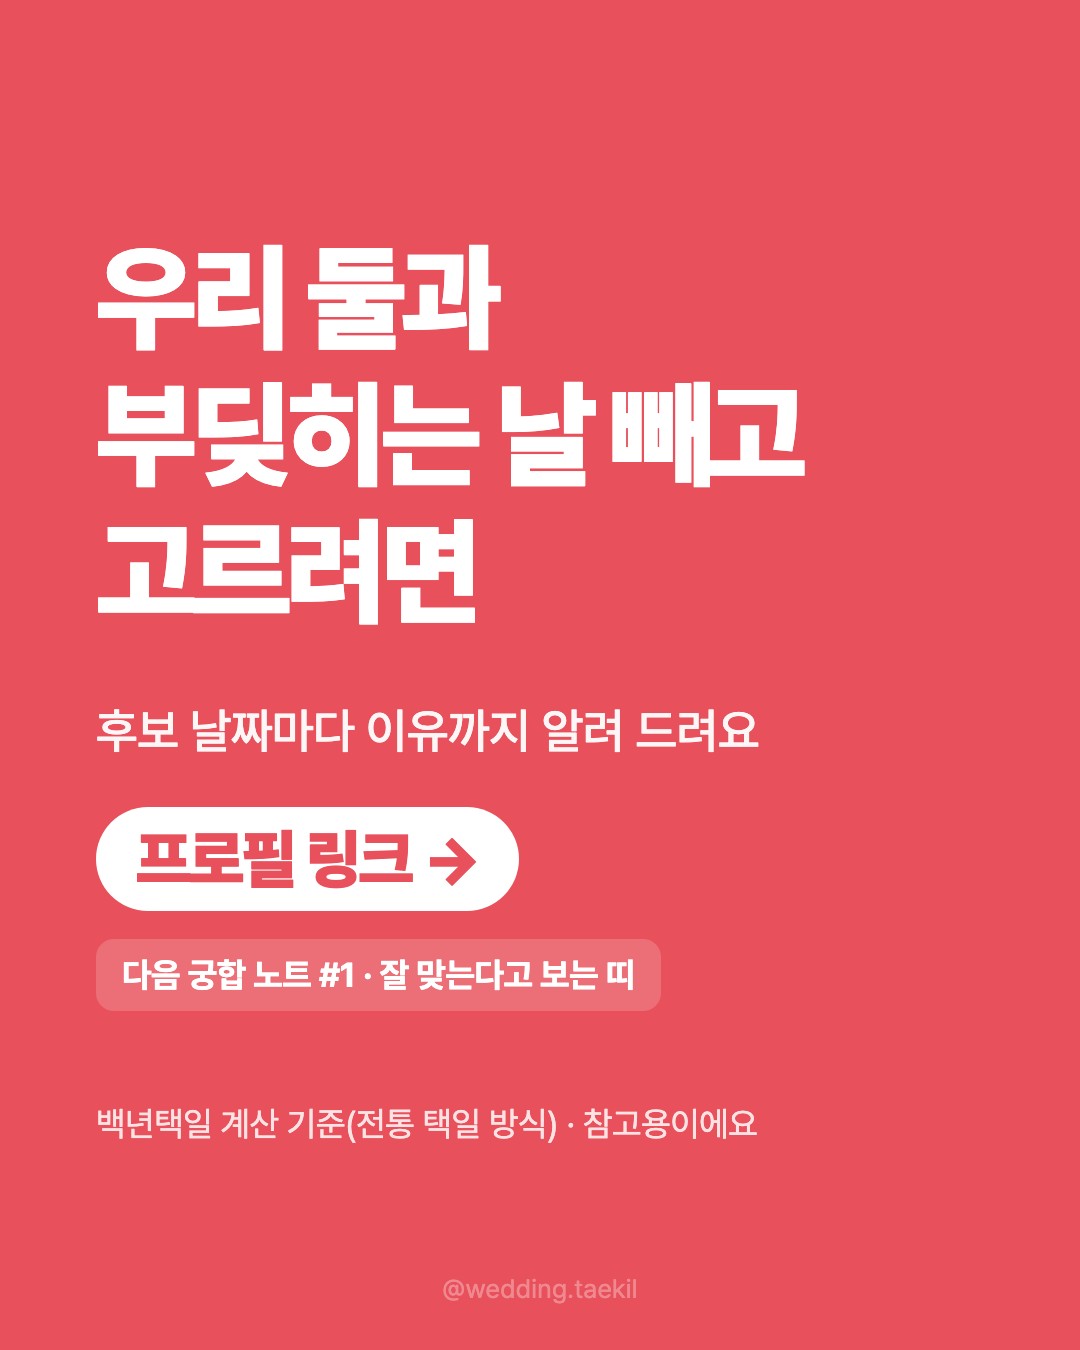 우리 둘과
부딪히는 날 빼고
고르려면
후보 날짜마다 이유까지 알려 드려요
프로필 링크 →
다음 궁합 노트 #1 · 잘 맞는다고 보는 띠
백년택일 계산 기준(전통 택일 방식) · 참고용이에요
@wedding.taekil